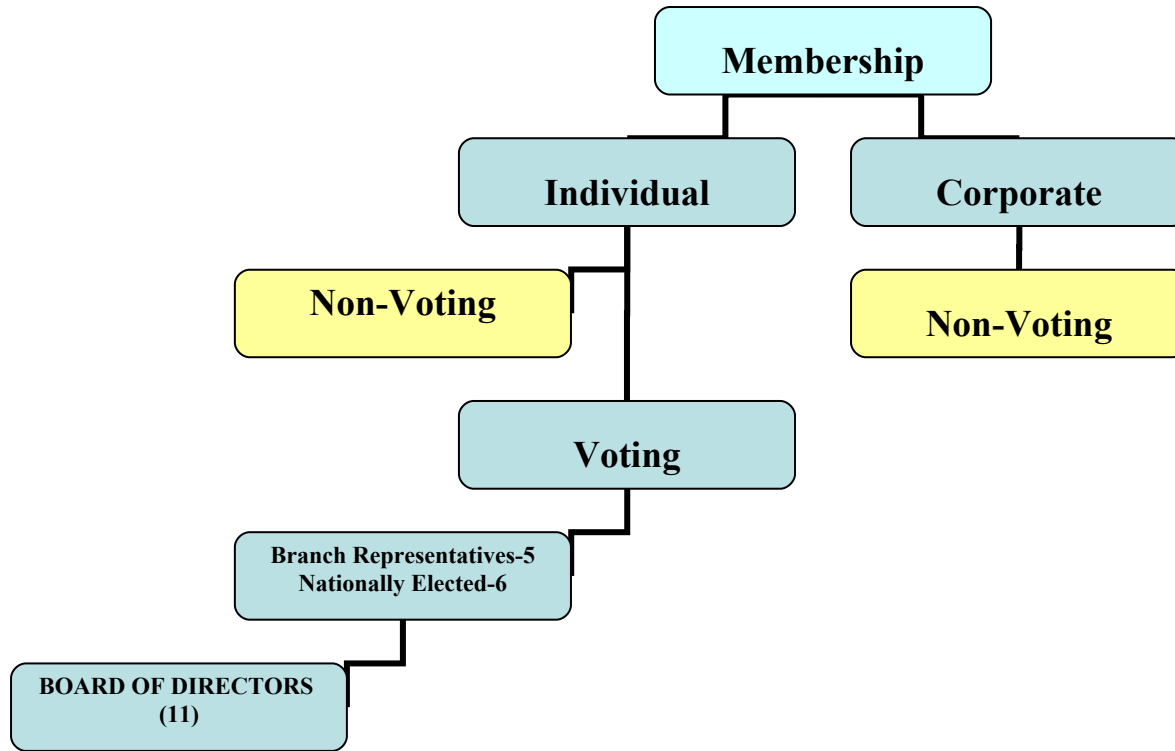 Membership
Individual
Corporate
Non-Voting
Non-Voting
Voting
Branch Representatives-5
Nationally Elected-6
BOARD OF DIRECTORS
(11)